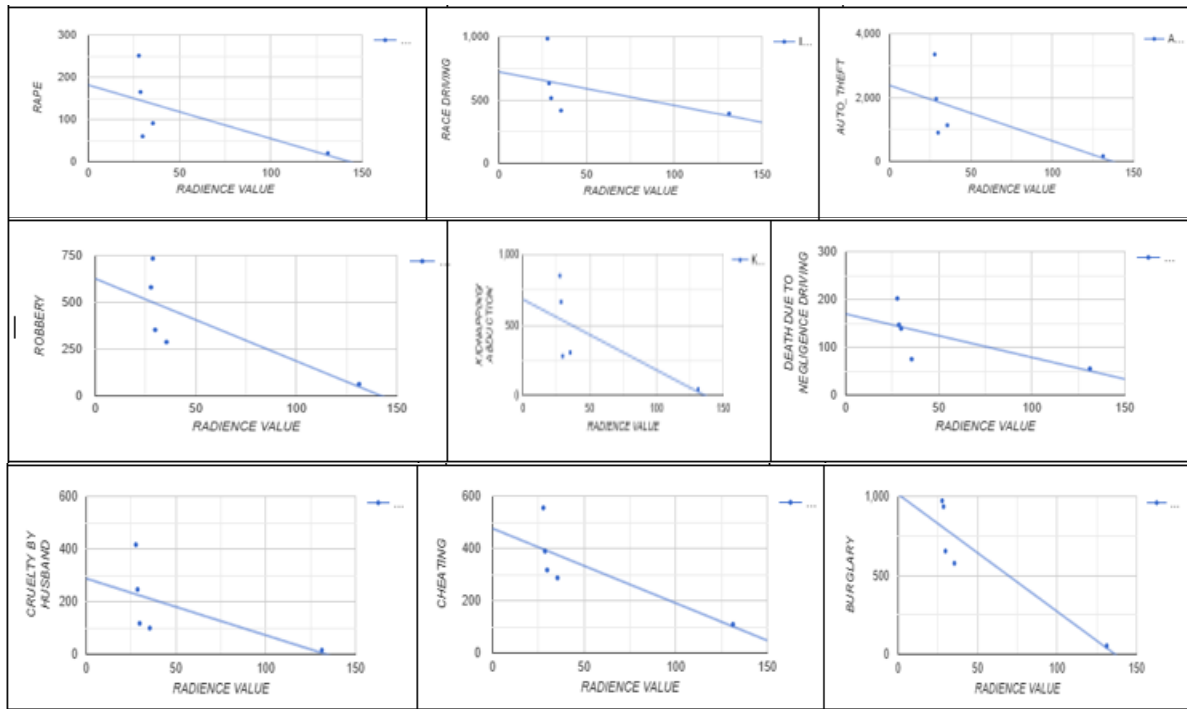 300
200
100
0
RAPE
0 50 100 150
RADIENCE VALUE
...
1,000
500
0
RACE DRIVING
0 50 100 150
RADIENCE VALUE
I...
4,000
2,000
0
AUTO_THEFT
0 50 100 150
RADIENCE VALUE
A...
750
500
250
0
ROBBERY
0 50 100 150
RADIENCE VALUE
...
1,000
500
0
KIDNAPPING/
ABDUCTION
0 50 100 150
RADIENCE VALUE
K...
300
200
100
0
DEATH DUE TO
NEGLIGENCE DRIVING
0 50 100 150
RADIENCE VALUE
...
600
400
200
0
CRUELTY BY
HUSBAND
0 50 100 150
RADIENCE VALUE
...
600
400
200
0
CHEATING
0 50 100 150
RADIENCE VALUE
...
1,000
500
0
BURGLARY
0 50 100 150
RADIENCE VALUE
...